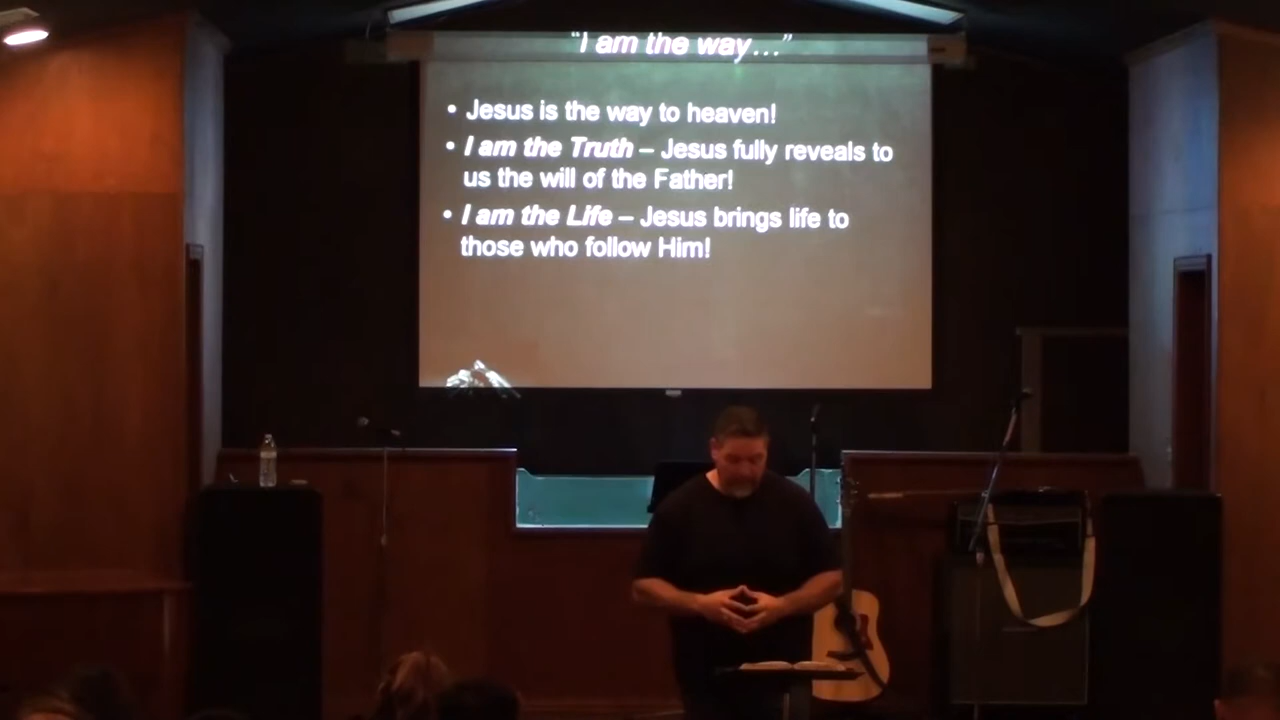 “I am the way…”
• Jesus is the way to heaven!
• I am the Truth – Jesus fully reveals to
us the will of the Father!
• I am the Life – Jesus brings life to
those who follow Him!